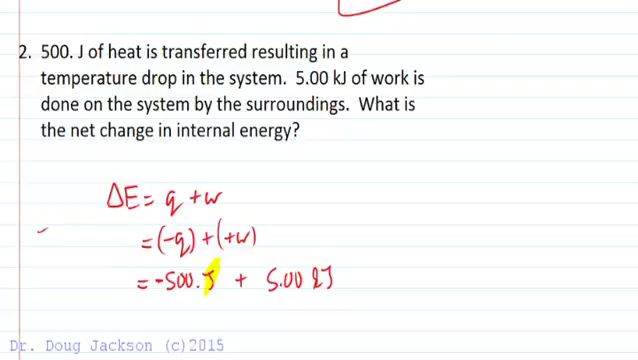 2. 500. J of heat is transferred resulting in a
temperature drop in the system. 5.00 kJ of work is
done on the system by the surroundings. What is
the net change in internal energy?
ΔE = q + w
= (-q) + (+w)
= -500. J + 5.00 kJ
Dr. Doug Jackson (c)2015